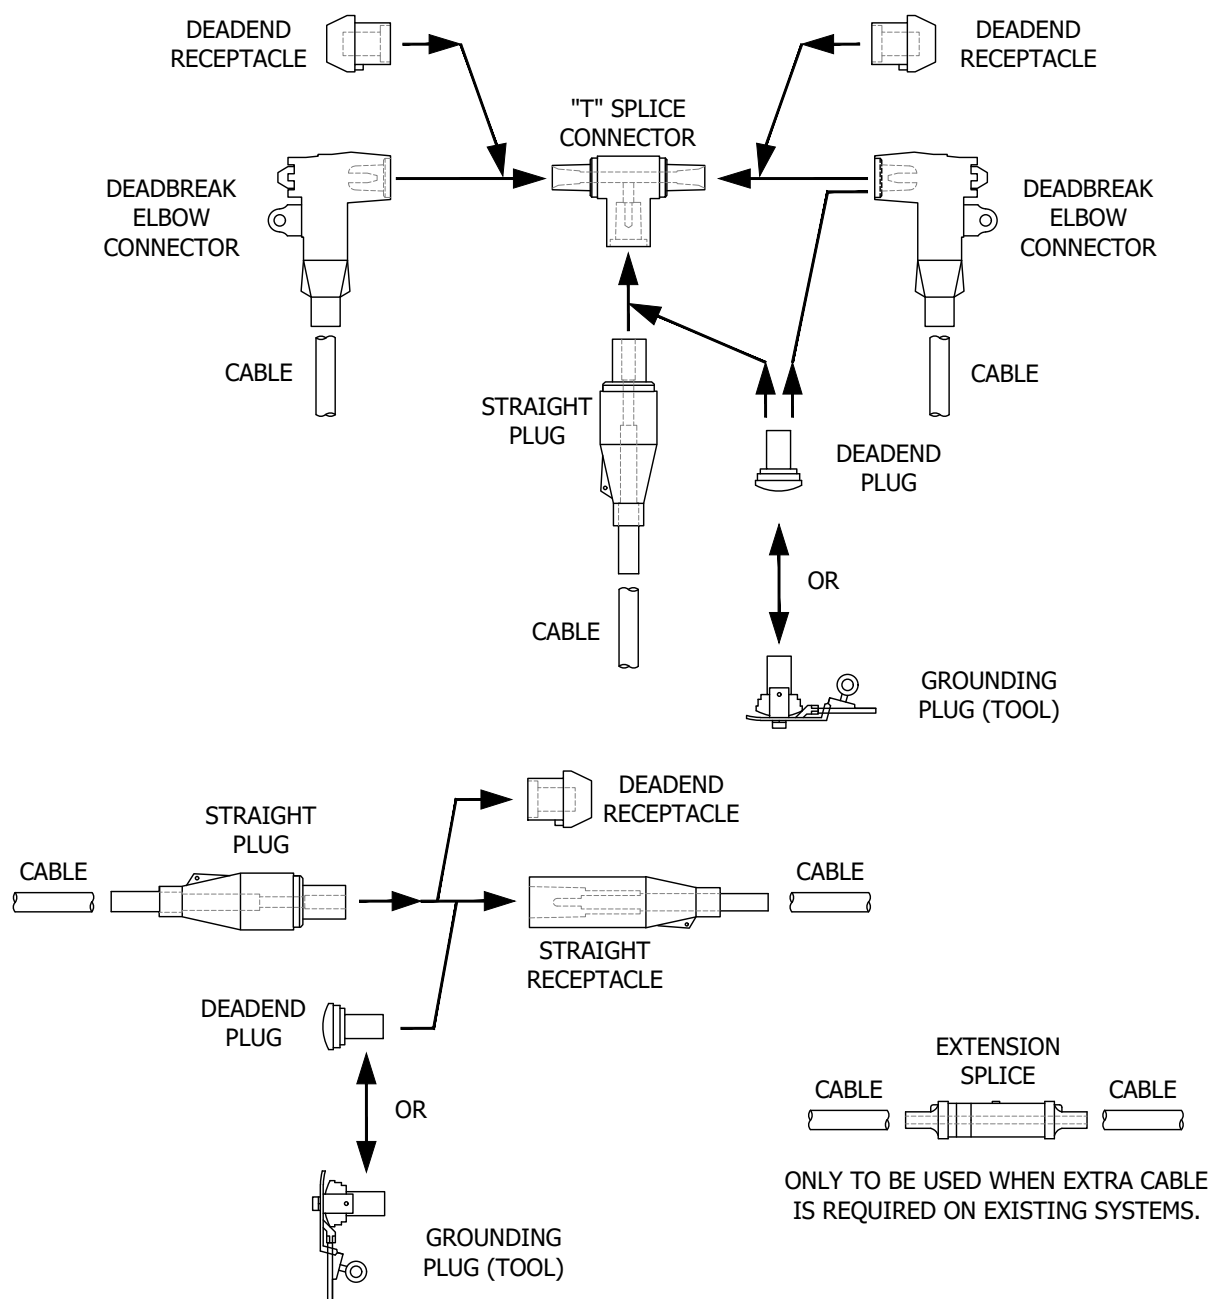 DEADEND
RECEPTACLE
DEADEND
RECEPTACLE
"T" SPLICE
CONNECTOR
DEADBREAK
ELBOW
CONNECTOR
DEADBREAK
ELBOW
CONNECTOR
CABLE
CABLE
STRAIGHT
PLUG
DEADEND
PLUG
OR
CABLE
GROUNDING
PLUG (TOOL)
DEADEND
RECEPTACLE
STRAIGHT
PLUG
CABLE
CABLE
STRAIGHT
RECEPTACLE
DEADEND
PLUG
OR
GROUNDING
PLUG (TOOL)
EXTENSION
SPLICE
CABLE
CABLE
ONLY TO BE USED WHEN EXTRA CABLE
IS REQUIRED ON EXISTING SYSTEMS.